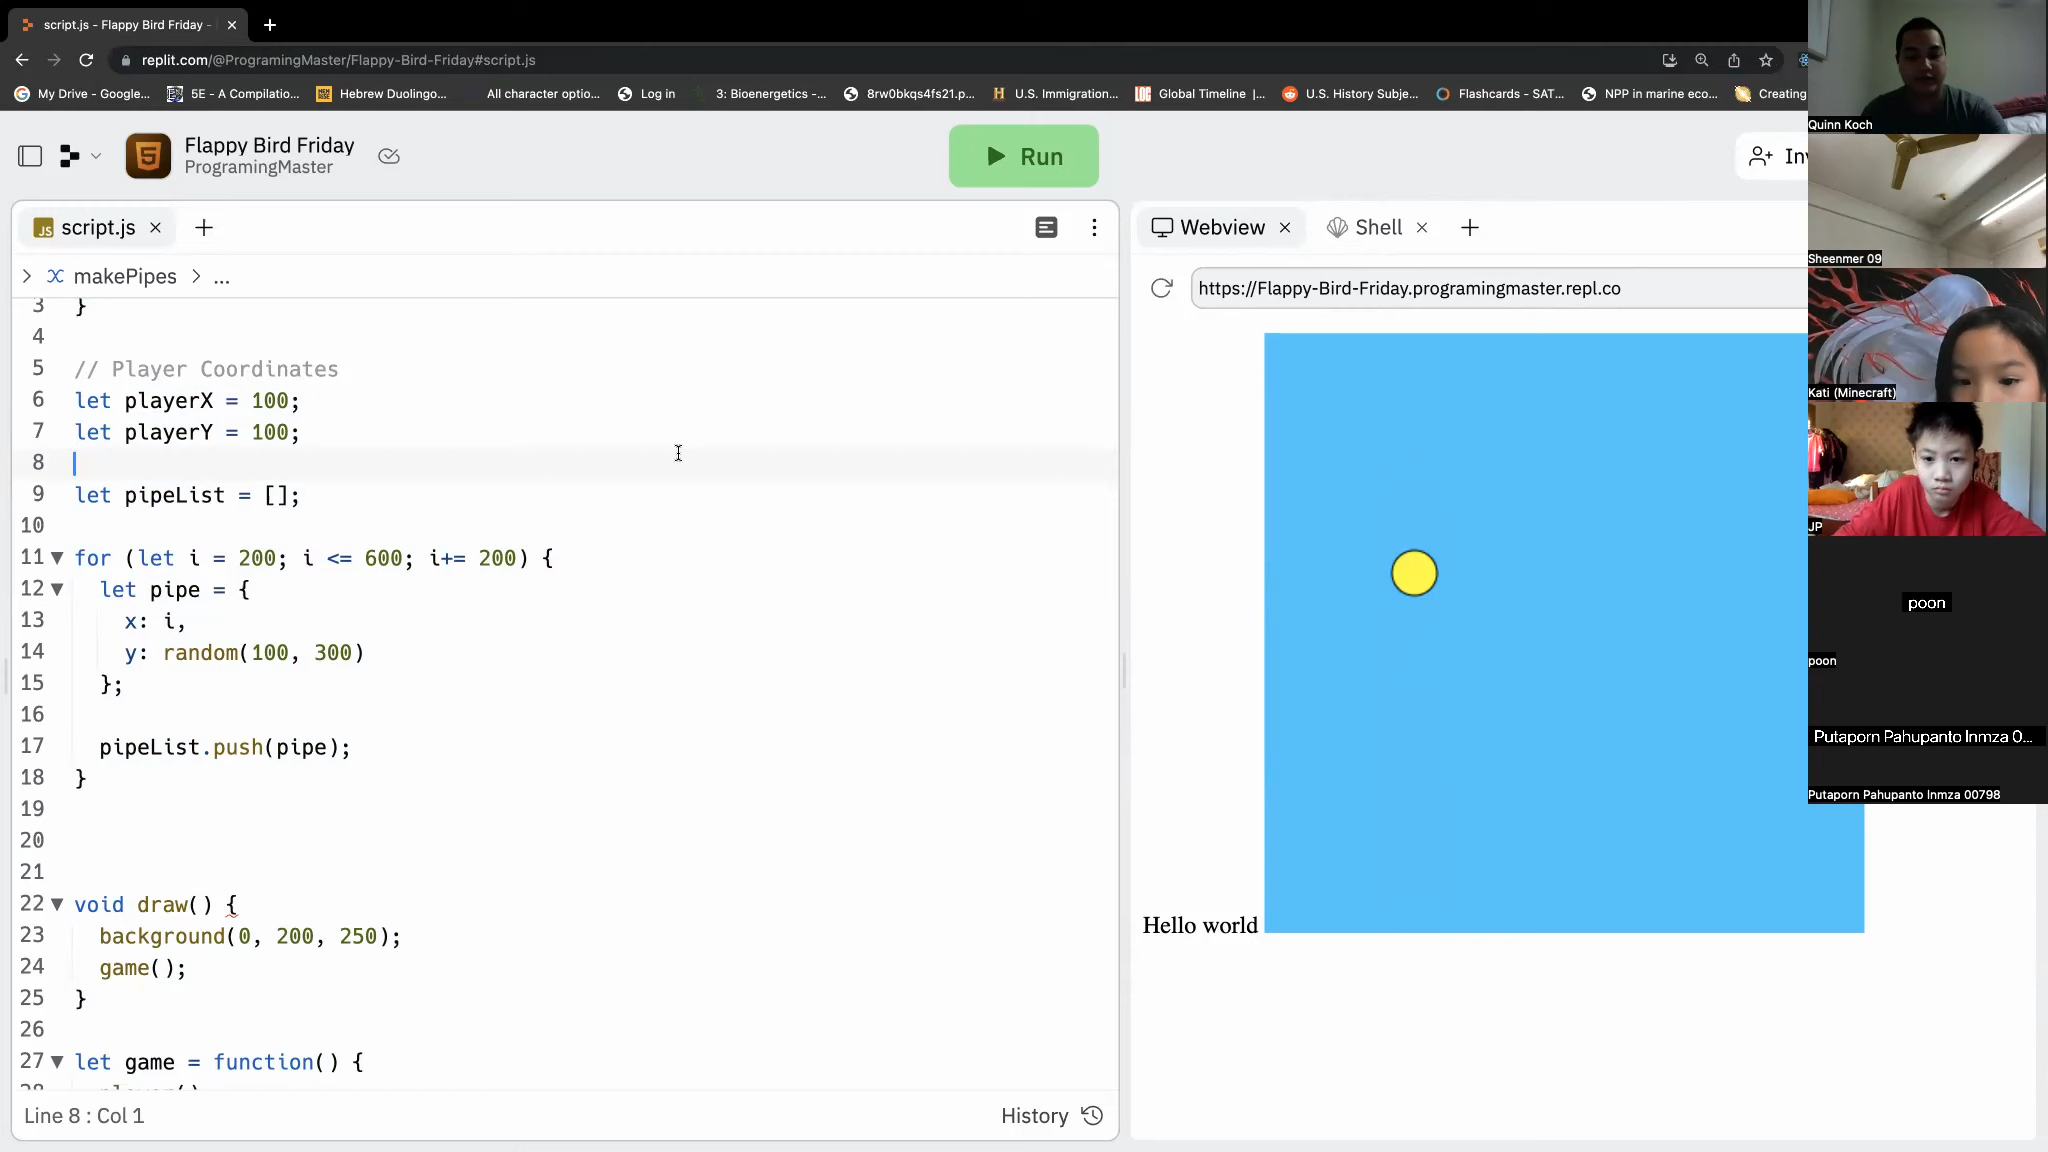 script.js - Flappy Bird Friday -
replit.com/@ProgramingMaster/Flappy-Bird-Friday#script.js
My Drive - Google...
5E - A Compilatio...
Hebrew Duolingo...
All character optio...
Log in
3: Bioenergetics -...
8rw0bkqs4fs21.p...
U.S. Immigration...
Global Timeline |...
U.S. History Subje...
Flashcards - SAT...
NPP in marine eco...
Creating
Quinn Koch
Flappy Bird Friday
ProgramingMaster
Run
Inv
script.js
Webview
Shell
Sheenmer 09
makePipes > ...
https://Flappy-Bird-Friday.programingmaster.repl.co
3 }
4
5 // Player Coordinates
6 let playerX = 100;
7 let playerY = 100;
8
9 let pipeList = [];
10
11 for (let i = 200; i <= 600; i+= 200) {
12 let pipe = {
13 x: i,
14 y: random(100, 300)
15 };
16
17 pipeList.push(pipe);
18 }
19
20
21
22 void draw() {
23 background(0, 200, 250);
24 game();
25 }
26
27 let game = function() {
28 player()
Line 8 : Col 1
History
Hello world
Kati (Minecraft)
JP
poon
poon
Putaporn Pahupanto Inmza 0...
Putaporn Pahupanto Inmza 00798